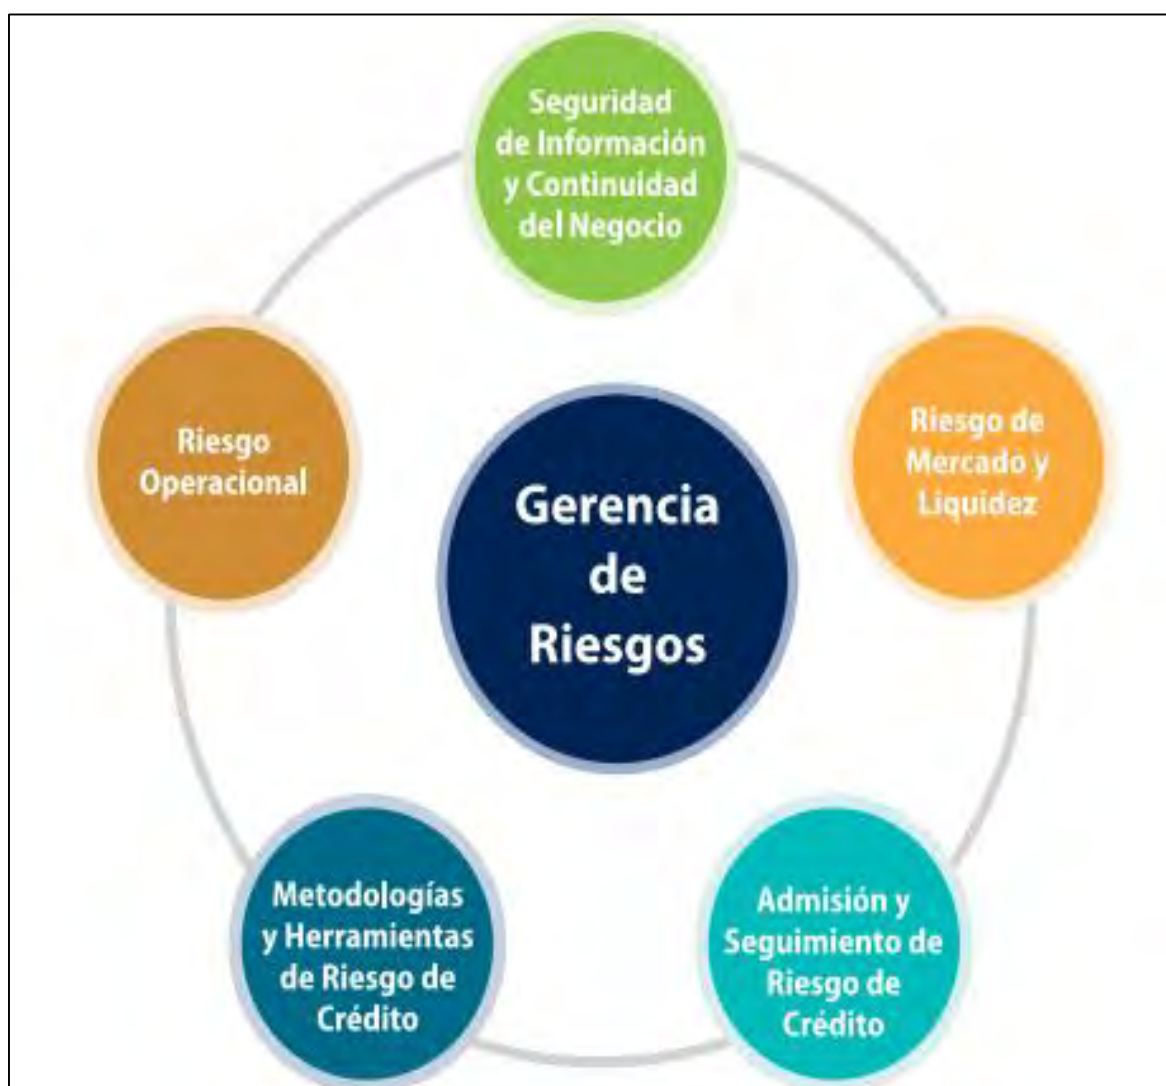 Seguridad
de Información
y Continuidad
del Negocio
Riesgo de
Mercado y
Liquidez
Riesgo
Operacional
Gerencia
de
Riesgos
Metodologías
y Herramientas
de Riesgo de
Crédito
Admisión y
Seguimiento de
Riesgo de
Crédito